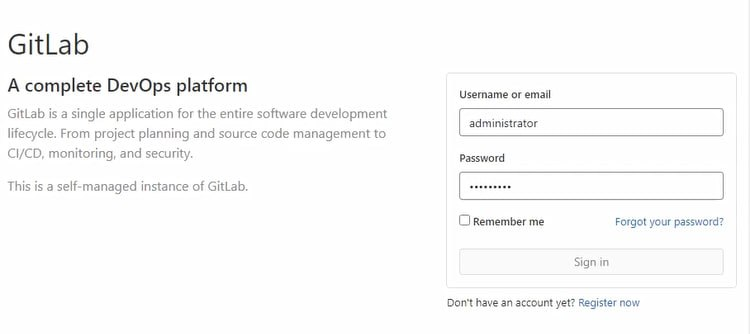 GitLab
A complete DevOps platform
GitLab is a single application for the entire software development
lifecycle. From project planning and source code management to
CI/CD, monitoring, and security.
This is a self-managed instance of GitLab.
Username or email
administrator
Password
•••••••••
Remember me Forgot your password?
Sign in
Don't have an account yet? Register now